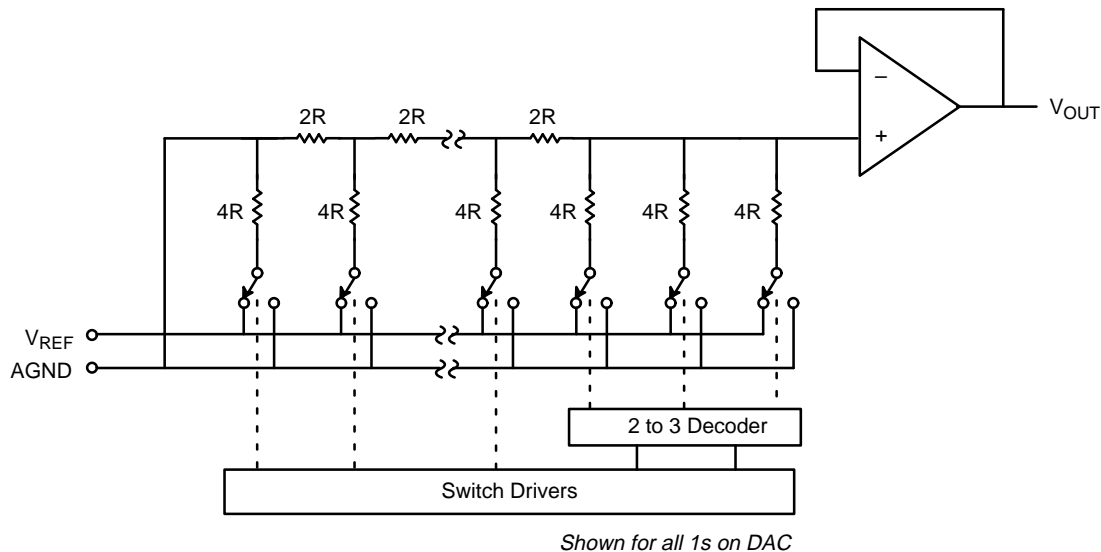 −
+
V_OUT
2R
2R
2R
4R
4R
4R
4R
4R
4R
V_REF
AGND
2 to 3 Decoder
Switch Drivers
Shown for all 1s on DAC